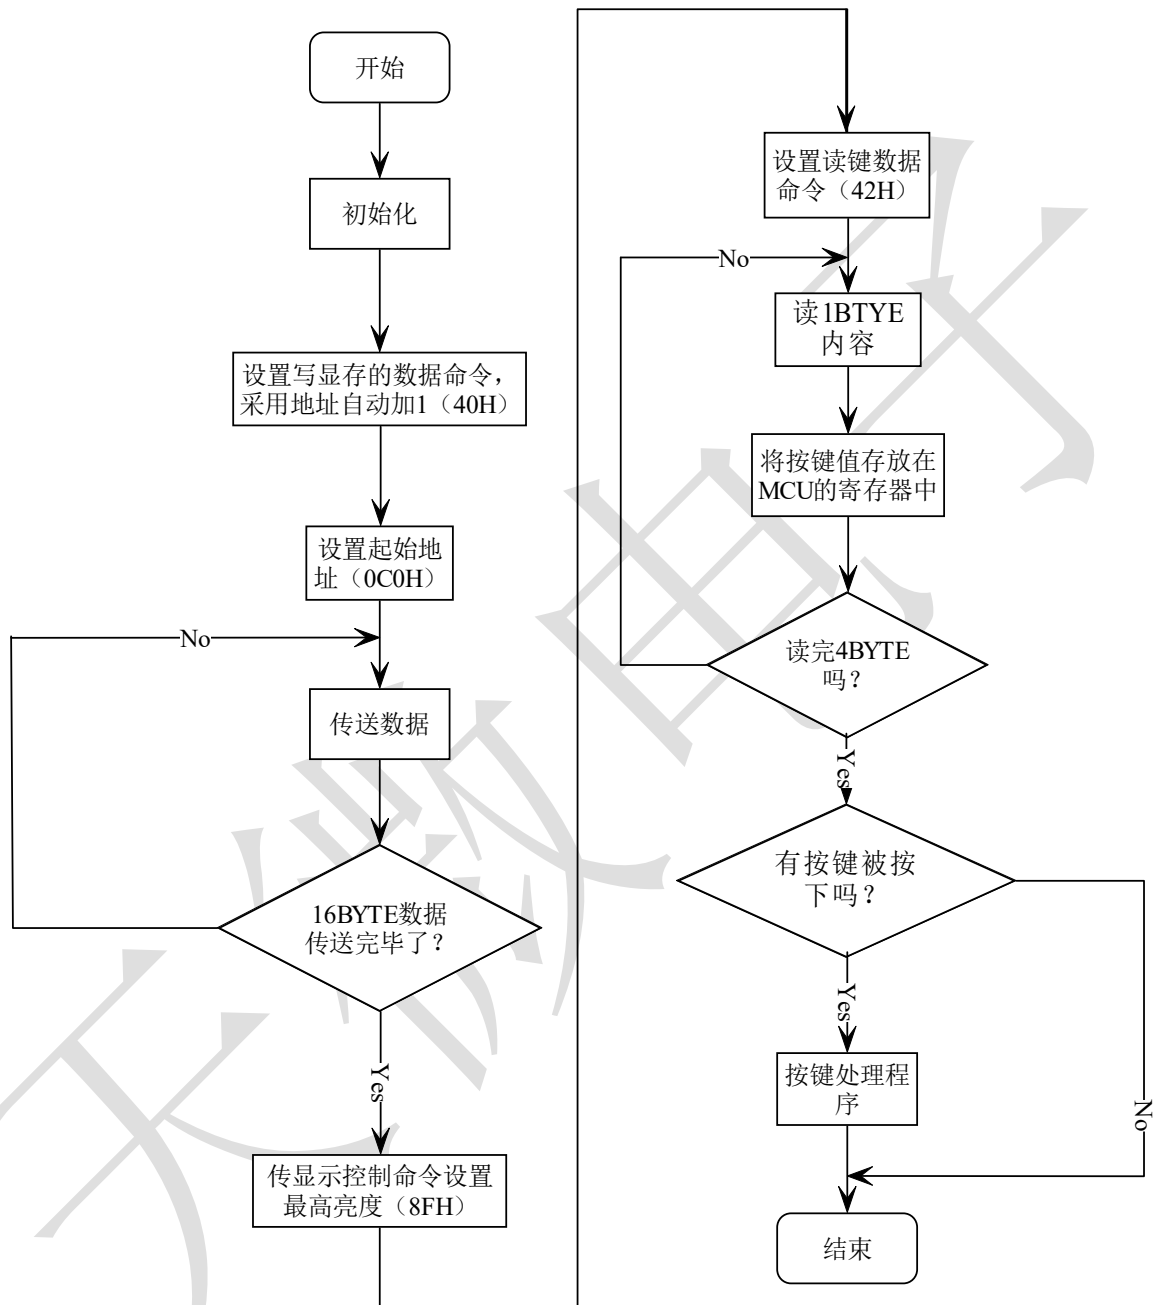 开始
初始化
设置写显存的数据命令，
采用地址自动加1（40H）
设置起始地
址（0C0H）
No
传送数据
16BYTE数据
传送完毕了？
Yes
传显示控制命令设置
最高亮度（8FH）
设置读键数据
命令（42H）
No
读1BTYE
内容
将按键值存放在
MCU的寄存器中
读完4BYTE
吗？
Yes
有按键被按
下吗？
Yes
No
按键处理程
序
结束
天微电子